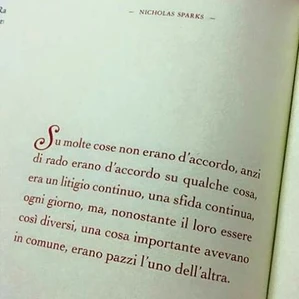 – NICHOLAS SPARKS –
Su molte cose non erano d'accordo, anzi
di rado erano d'accordo su qualche cosa,
era un litigio continuo, una sfida continua,
ogni giorno, ma, nonostante il loro essere
così diversi, una cosa importante avevano
in comune, erano pazzi l'uno dell'altra.